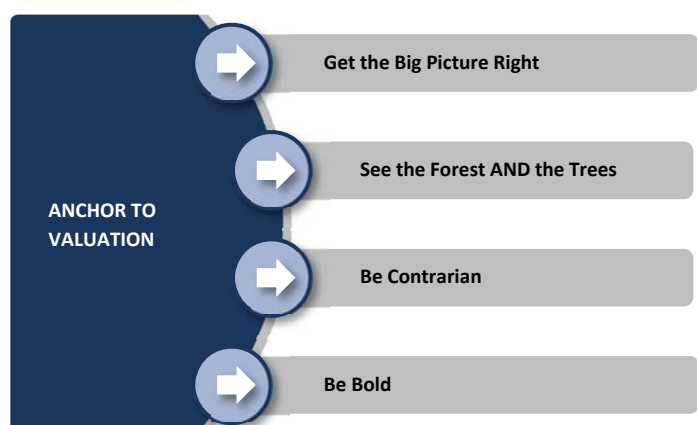 Get the Big Picture Right
See the Forest AND the Trees
ANCHOR TO
VALUATION
Be Contrarian
Be Bold